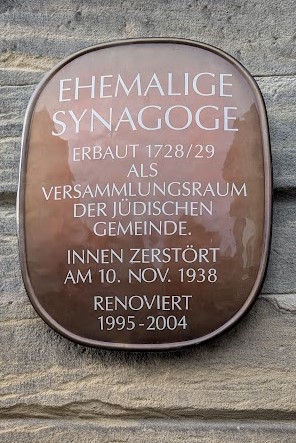 EHEMALIGE
SYNAGOGE
ERBAUT 1728/29
ALS
VERSAMMLUNGSRAUM
DER JÜDISCHEN
GEMEINDE.
INNEN ZERSTÖRT
AM 10. NOV. 1938
RENOVIERT
1995-2004